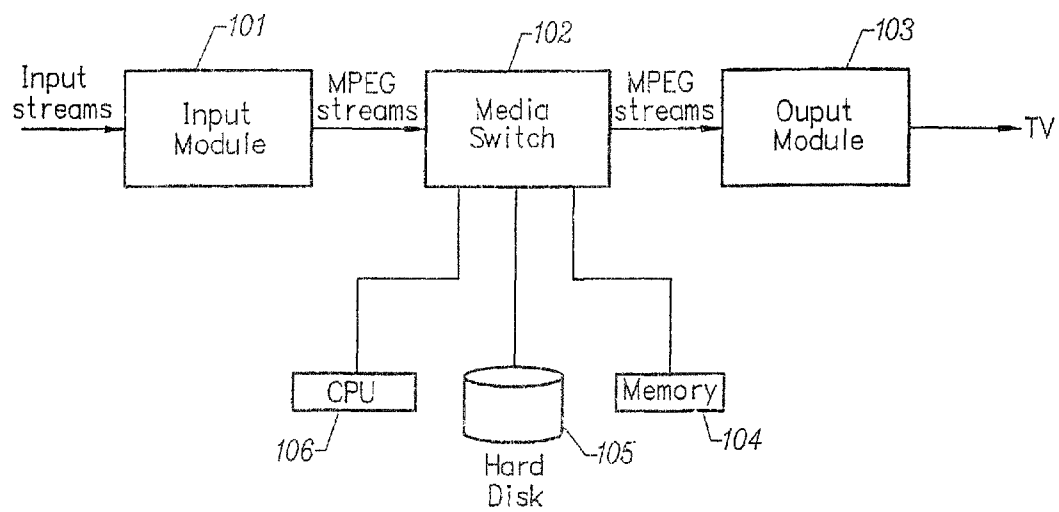 101
102
103
Input
streams
Input
Module
MPEG
streams
Media
Switch
MPEG
streams
Ouput
Module
TV
CPU
106
105
Hard
Disk
Memory
104